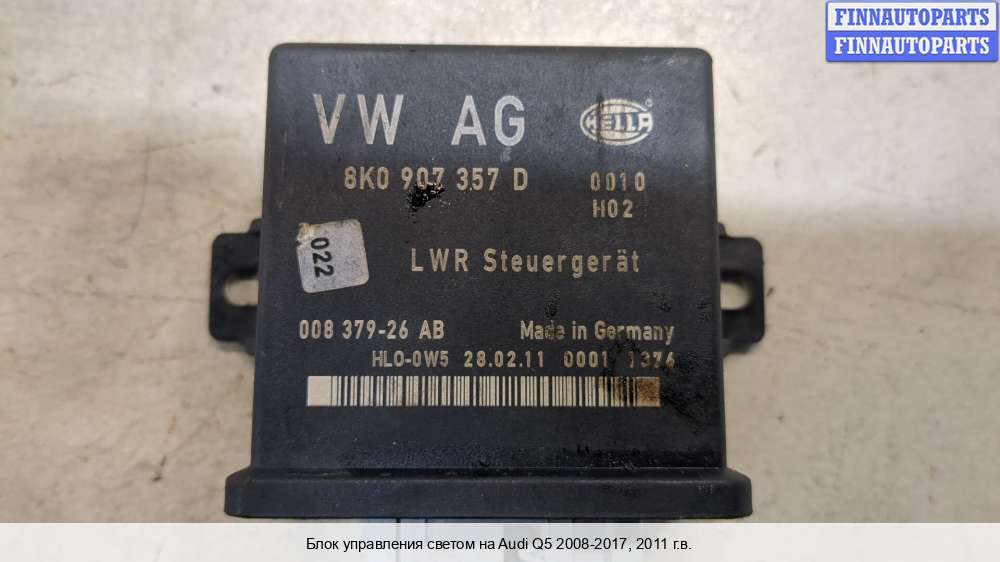 FINNAUTOPARTS
FINNAUTOPARTS
VW AG
HELLA ®
8K0 907 357 D 0010
H02
022
LWR Steuergerät
008 379-26 AB Made in Germany
HLO-0W5 28.02.11 0001 1376
Блок управления светом на Audi Q5 2008-2017, 2011 г.в.